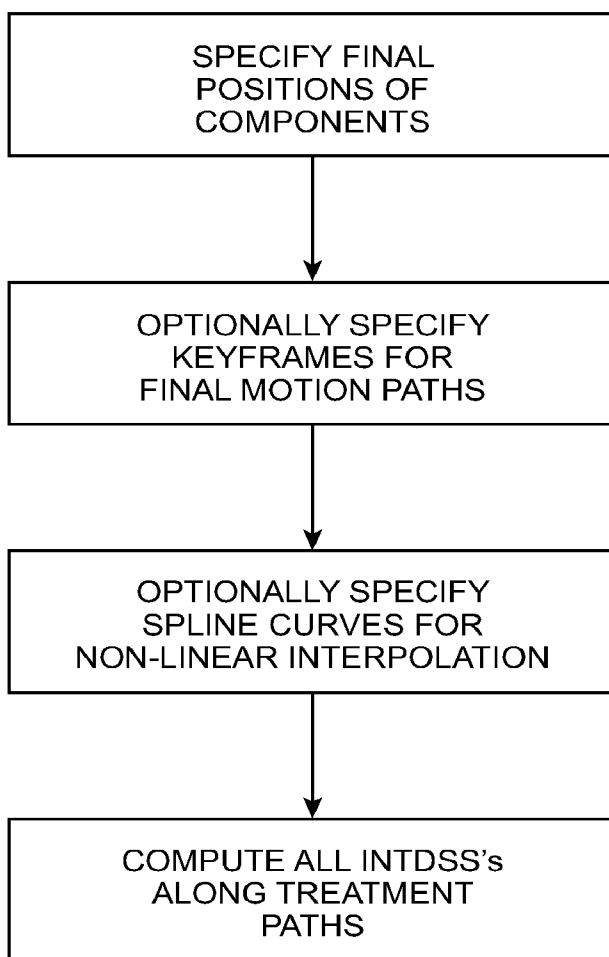 SPECIFY FINAL
POSITIONS OF
COMPONENTS
OPTIONALLY SPECIFY
KEYFRAMES FOR
FINAL MOTION PATHS
OPTIONALLY SPECIFY
SPLINE CURVES FOR
NON-LINEAR INTERPOLATION
COMPUTE ALL INTDSS's
ALONG TREATMENT
PATHS